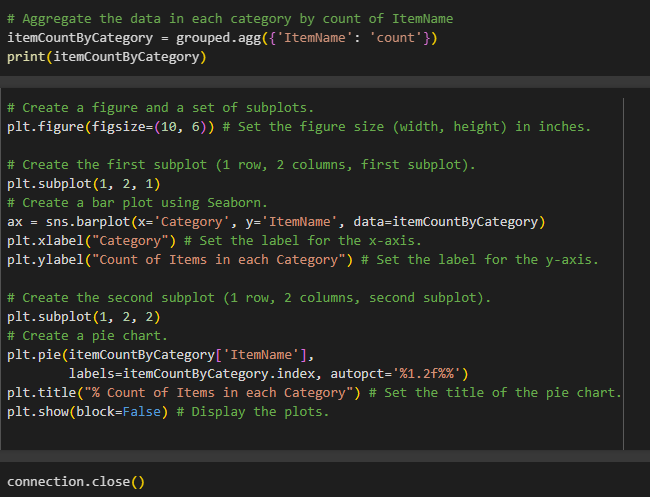 # Aggregate the data in each category by count of ItemName
itemCountByCategory = grouped.agg({'ItemName': 'count'})
print(itemCountByCategory)
# Create a figure and a set of subplots.
plt.figure(figsize=(10, 6)) # Set the figure size (width, height) in inches.
# Create the first subplot (1 row, 2 columns, first subplot).
plt.subplot(1, 2, 1)
# Create a bar plot using Seaborn.
ax = sns.barplot(x='Category', y='ItemName', data=itemCountByCategory)
plt.xlabel("Category") # Set the label for the x-axis.
plt.ylabel("Count of Items in each Category") # Set the label for the y-axis.
# Create the second subplot (1 row, 2 columns, second subplot).
plt.subplot(1, 2, 2)
# Create a pie chart.
plt.pie(itemCountByCategory['ItemName'],
        labels=itemCountByCategory.index, autopct='%1.2f%%')
plt.title("% Count of Items in each Category") # Set the title of the pie chart.
plt.show(block=False) # Display the plots.
connection.close()